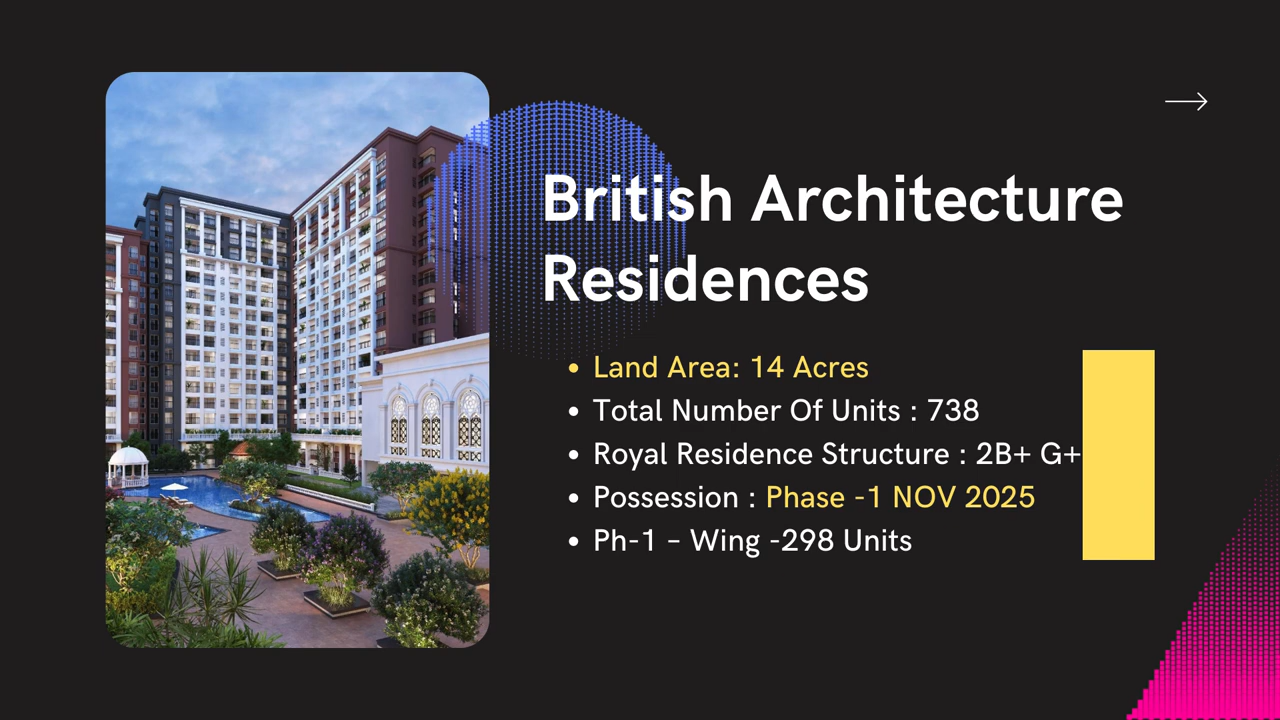 British Architecture
Residences
• Land Area: 14 Acres
• Total Number Of Units : 738
• Royal Residence Structure : 2B+ G+
• Possession : Phase -1 NOV 2025
• Ph-1 – Wing -298 Units